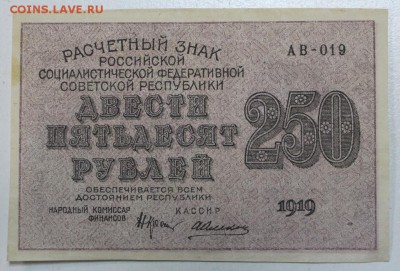 COINS.LAVE.RU
РАСЧЕТНЫЙ ЗНАК
АВ-019
РОССИЙСКОЙ
СОЦИАЛИСТИЧЕСКОЙ ФЕДЕРАТИВНОЙ
СОВЕТСКОЙ РЕСПУБЛИКИ
ДВЕСТИ
ПЯТЬДЕСЯТ
РУБЛЕЙ
250
ОБЕСПЕЧИВАЕТСЯ ВСЕМ
ДОСТОЯНИЕМ РЕСПУБЛИКИ
1919
НАРОДНЫЙ КОМИССАР
ФИНАНСОВ
КАССИР